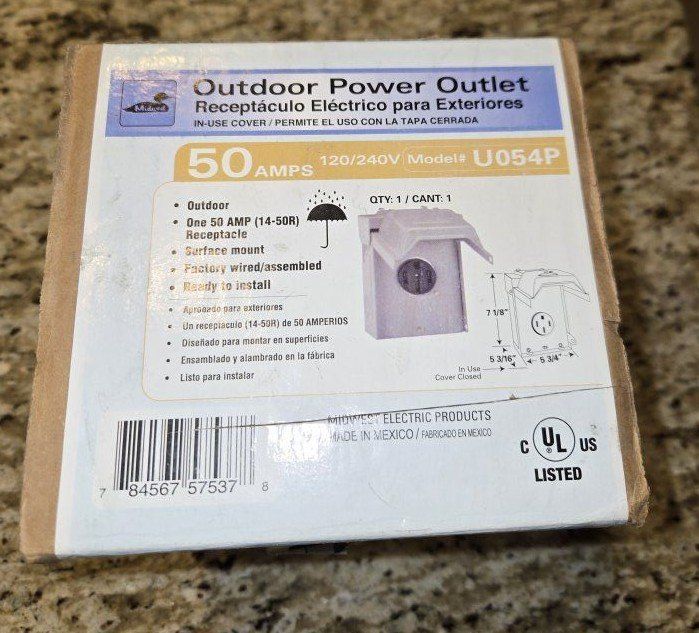 Midwest
Outdoor Power Outlet
Receptáculo Eléctrico para Exteriores
IN-USE COVER / PERMITE EL USO CON LA TAPA CERRADA
50 AMPS 120/240V Model# U054P
• Outdoor
• One 50 AMP (14-50R)
Receptacle
• Surface mount
• Factory wired/assembled
• Ready to install
• Aprobado para exteriores
• Un receptaculo (14-50R) de 50 AMPERIOS
• Diseñado para montar en superficies
• Ensamblado y alambrado en la fábrica
• Listo para instalar
QTY: 1 / CANT: 1
7 1/8"
5 3/16"
5 3/4"
In Use
Cover Closed
MIDWEST ELECTRIC PRODUCTS
MADE IN MEXICO / FABRICADO EN MEXICO
7 84567 57537 8
C UL US
®
LISTED